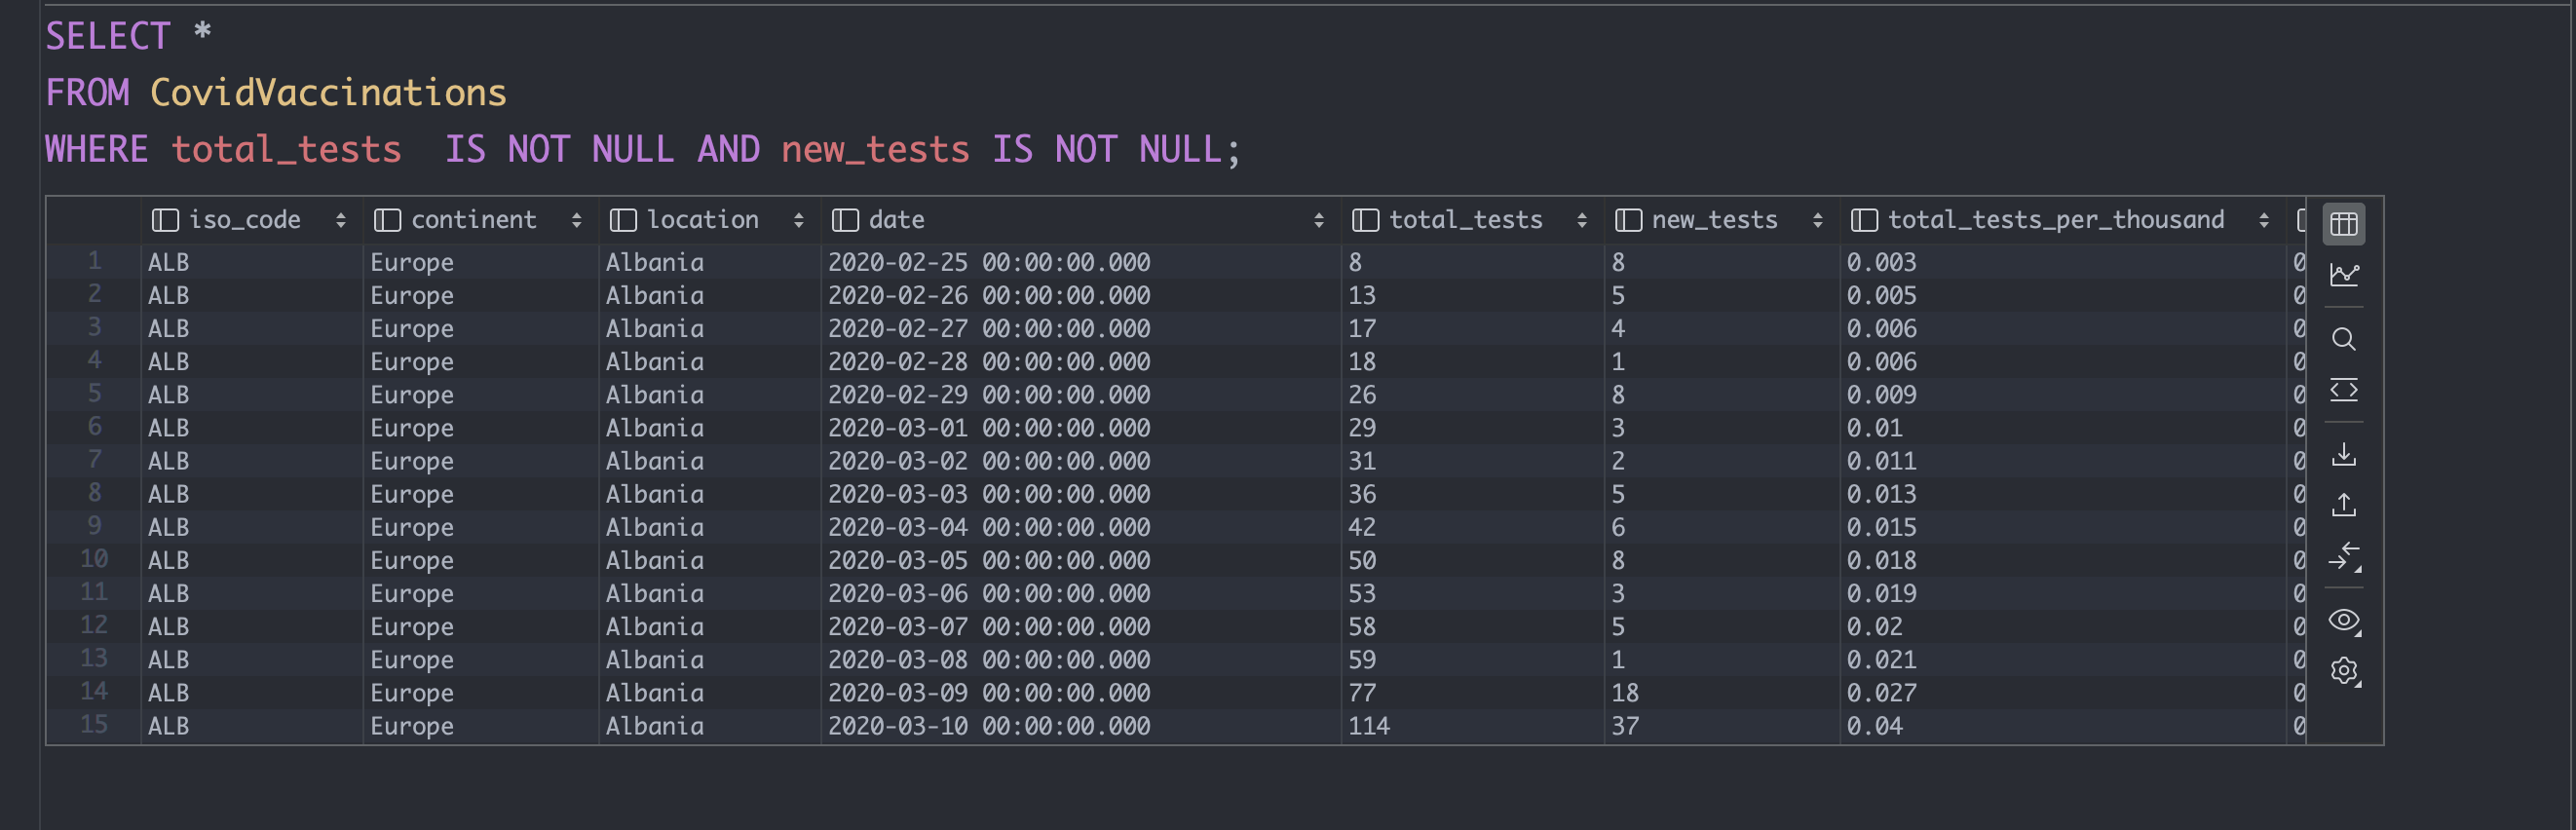 SELECT *
FROM CovidVaccinations
WHERE total_tests  IS NOT NULL AND new_tests IS NOT NULL;
iso_code continent location date total_tests new_tests total_tests_per_thousand
1 ALB Europe Albania 2020-02-25 00:00:00.000 8 8 0.003 0
2 ALB Europe Albania 2020-02-26 00:00:00.000 13 5 0.005 0
3 ALB Europe Albania 2020-02-27 00:00:00.000 17 4 0.006 0
4 ALB Europe Albania 2020-02-28 00:00:00.000 18 1 0.006 0
5 ALB Europe Albania 2020-02-29 00:00:00.000 26 8 0.009 0
6 ALB Europe Albania 2020-03-01 00:00:00.000 29 3 0.01 0
7 ALB Europe Albania 2020-03-02 00:00:00.000 31 2 0.011 0
8 ALB Europe Albania 2020-03-03 00:00:00.000 36 5 0.013 0
9 ALB Europe Albania 2020-03-04 00:00:00.000 42 6 0.015 0
10 ALB Europe Albania 2020-03-05 00:00:00.000 50 8 0.018 0
11 ALB Europe Albania 2020-03-06 00:00:00.000 53 3 0.019 0
12 ALB Europe Albania 2020-03-07 00:00:00.000 58 5 0.02 0
13 ALB Europe Albania 2020-03-08 00:00:00.000 59 1 0.021 0
14 ALB Europe Albania 2020-03-09 00:00:00.000 77 18 0.027 0
15 ALB Europe Albania 2020-03-10 00:00:00.000 114 37 0.04 0